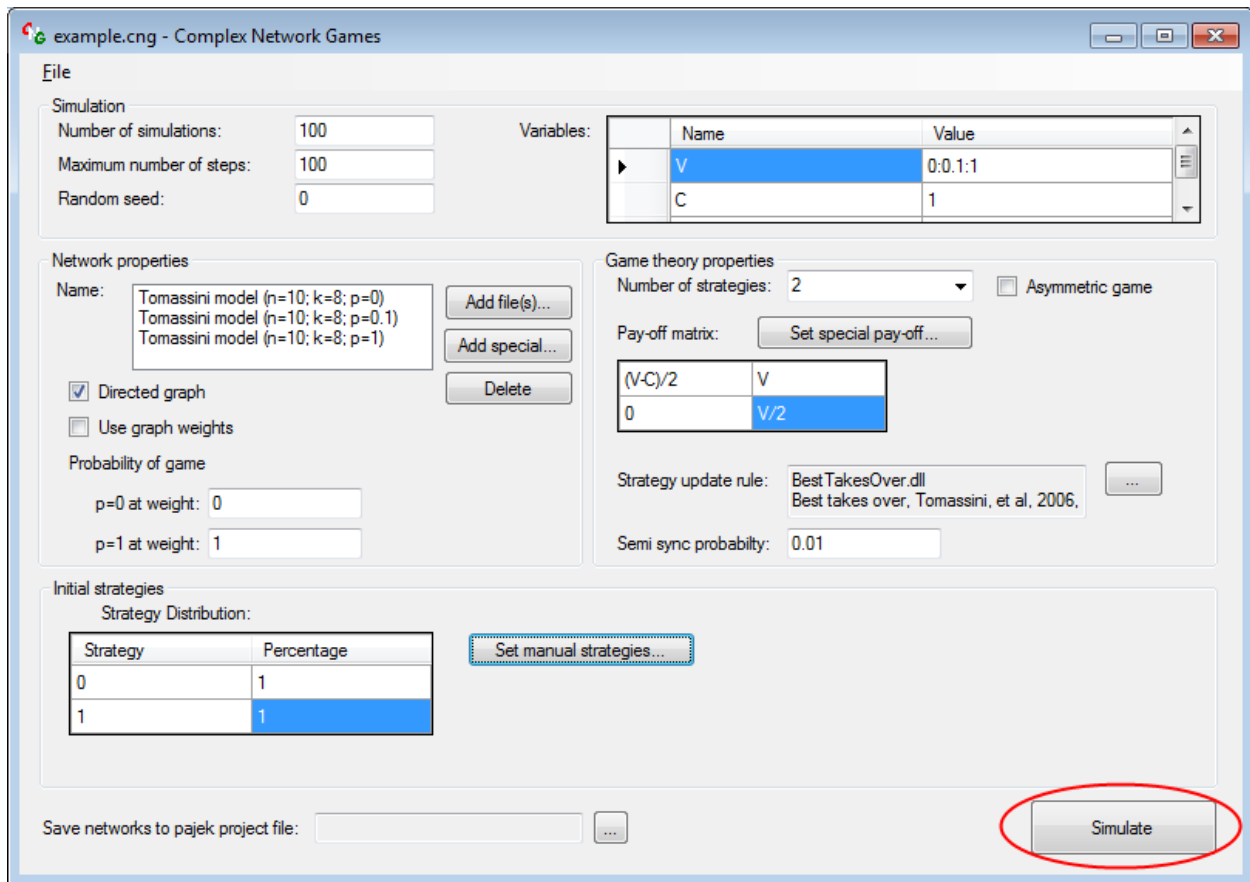 example.cng - Complex Network Games
File
Simulation
Number of simulations: 100
Maximum number of steps: 100
Random seed: 0
Variables:
Name Value
V 0:0.1:1
C 1
Network properties
Name:
Tomassini model (n=10; k=8; p=0)
Tomassini model (n=10; k=8; p=0.1)
Tomassini model (n=10; k=8; p=1)
Add file(s)...
Add special...
Delete
Directed graph
Use graph weights
Probability of game
p=0 at weight: 0
p=1 at weight: 1
Game theory properties
Number of strategies: 2
Asymmetric game
Pay-off matrix: Set special pay-off...
(V-C)/2 V
0 V/2
Strategy update rule: BestTakesOver.dll
Best takes over, Tomassini, et al, 2006,
...
Semi sync probabilty: 0.01
Initial strategies
Strategy Distribution:
Strategy Percentage
0 1
1 1
Set manual strategies...
Save networks to pajek project file: ...
Simulate